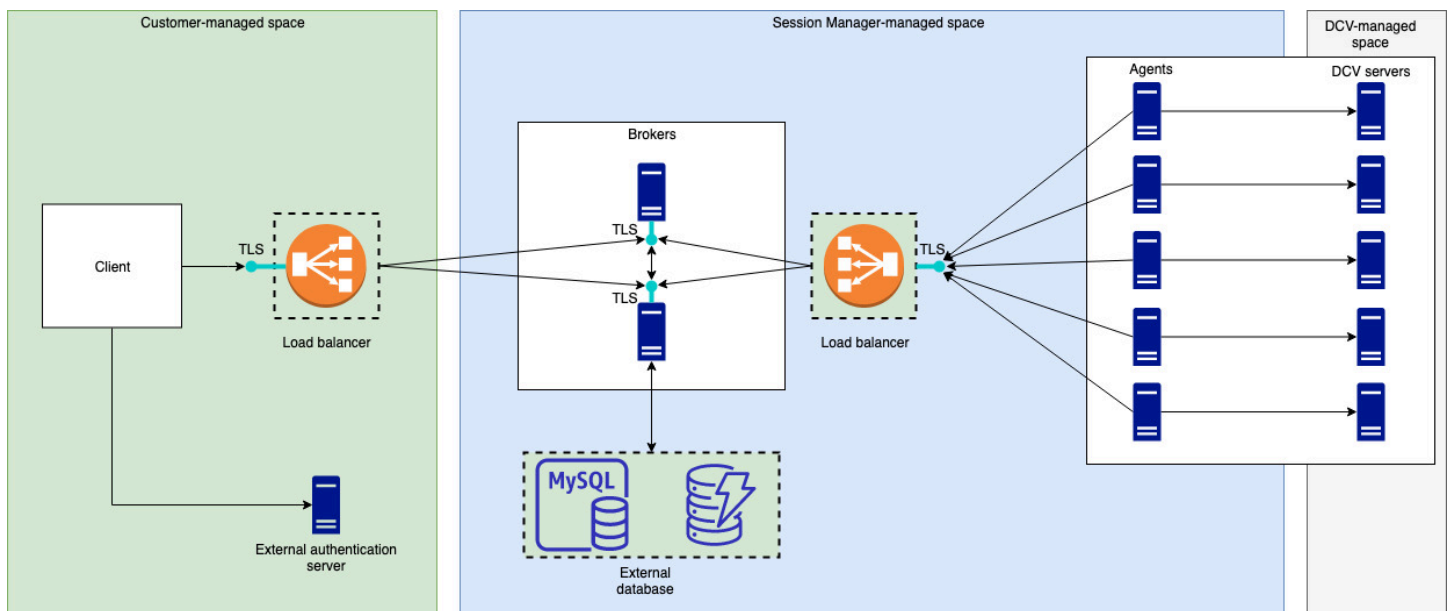 Customer-managed space
Session Manager-managed space
DCV-managed
space
Agents
DCV servers
Brokers
TLS
TLS
TLS
TLS
Client
Load balancer
Load balancer
MySQL
External authentication
server
External
database